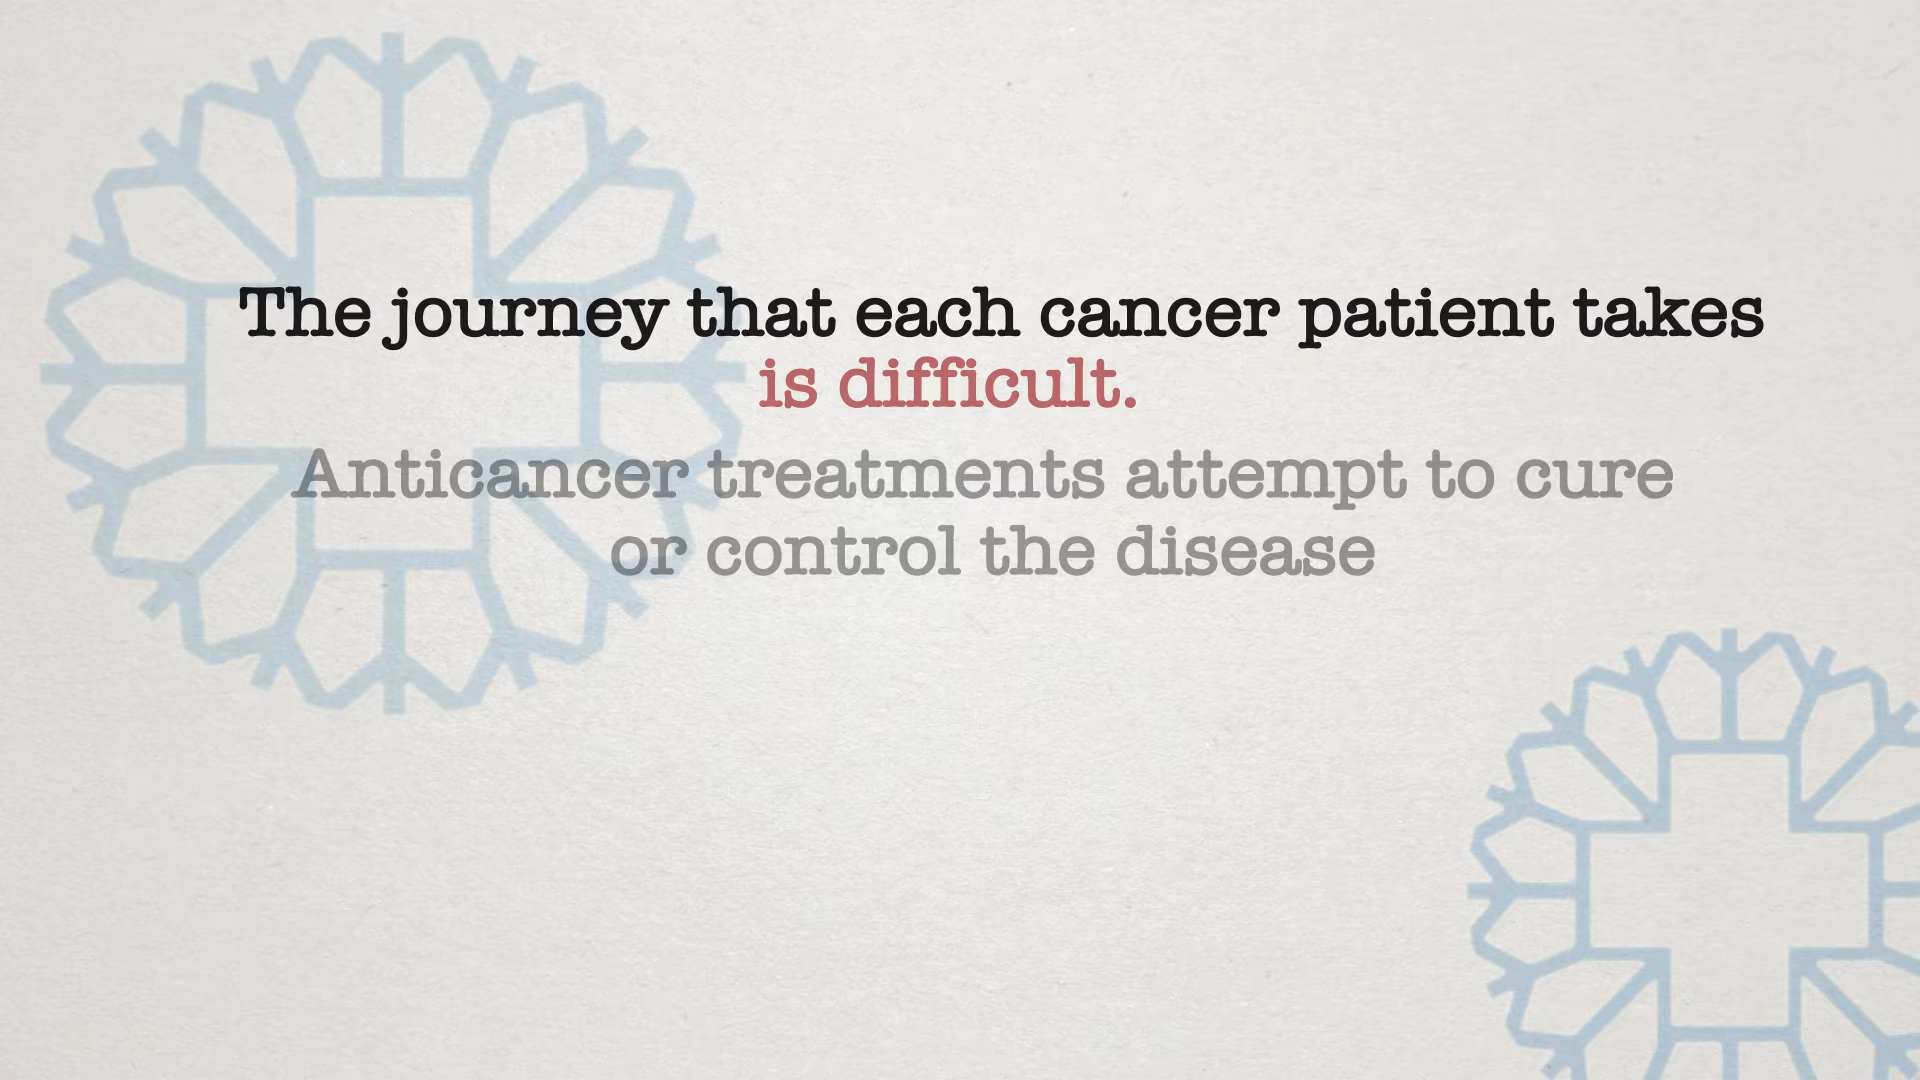 The journey that each cancer patient takes
is difficult.
Anticancer treatments attempt to cure
or control the disease